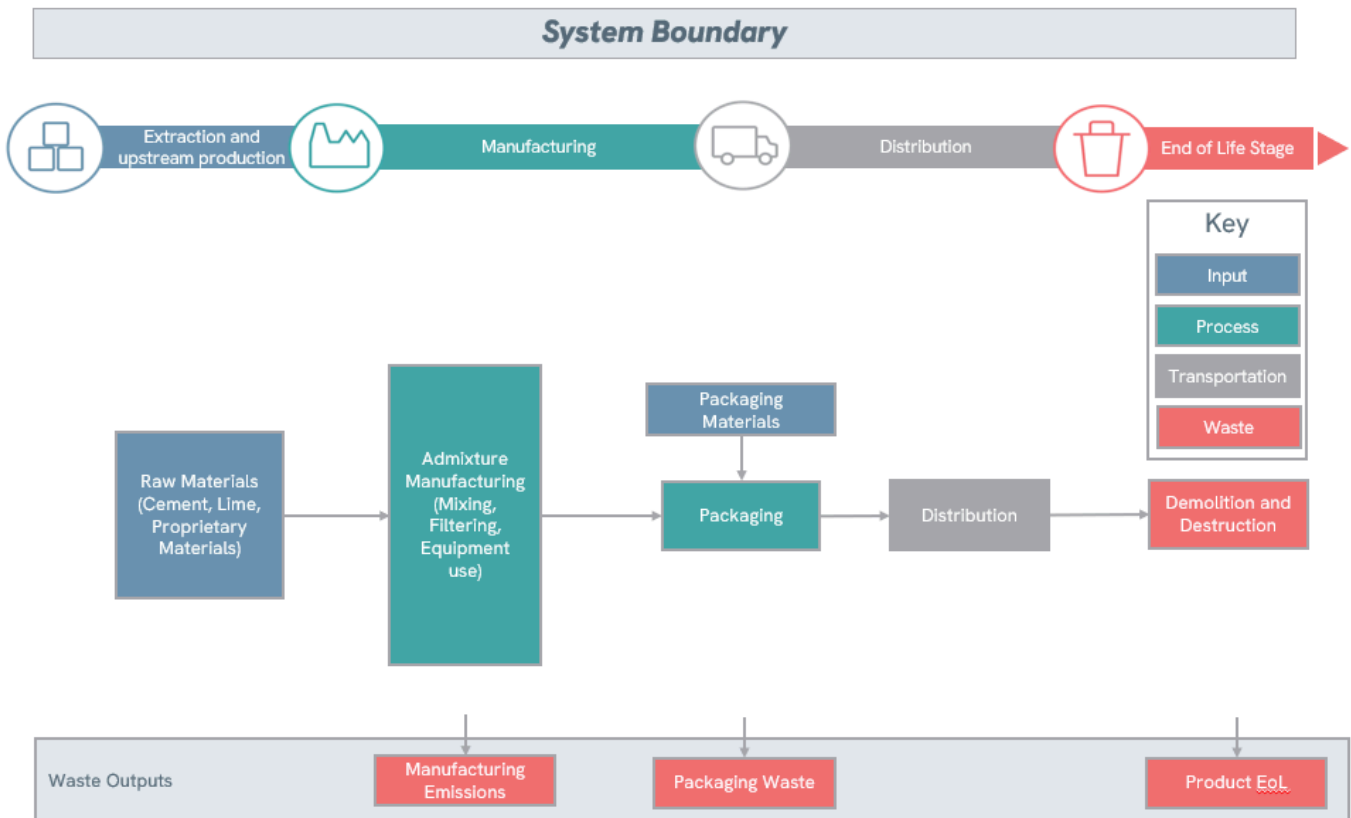 System Boundary
Extraction and
upstream production
Manufacturing
Distribution
End of Life Stage
Key
Input
Process
Transportation
Waste
Raw Materials
(Cement, Lime,
Proprietary
Materials)
Admixture
Manufacturing
(Mixing,
Filtering,
Equipment
use)
Packaging
Materials
Packaging
Distribution
Demolition and
Destruction
Waste Outputs
Manufacturing
Emissions
Packaging Waste
Product EoL